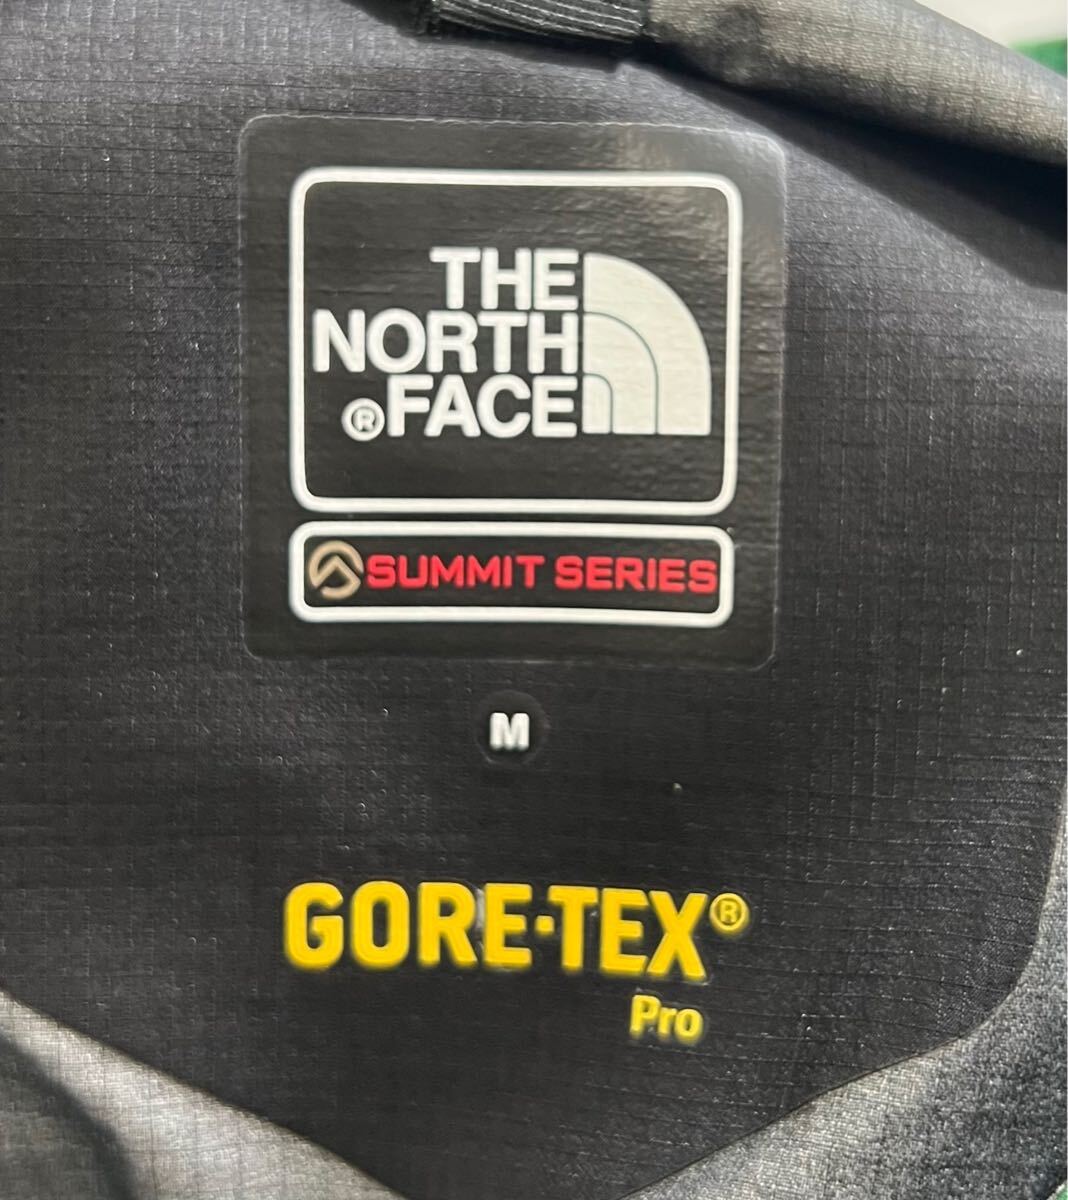 THE
NORTH
®FACE
SUMMIT SERIES
M
GORE-TEX®
Pro